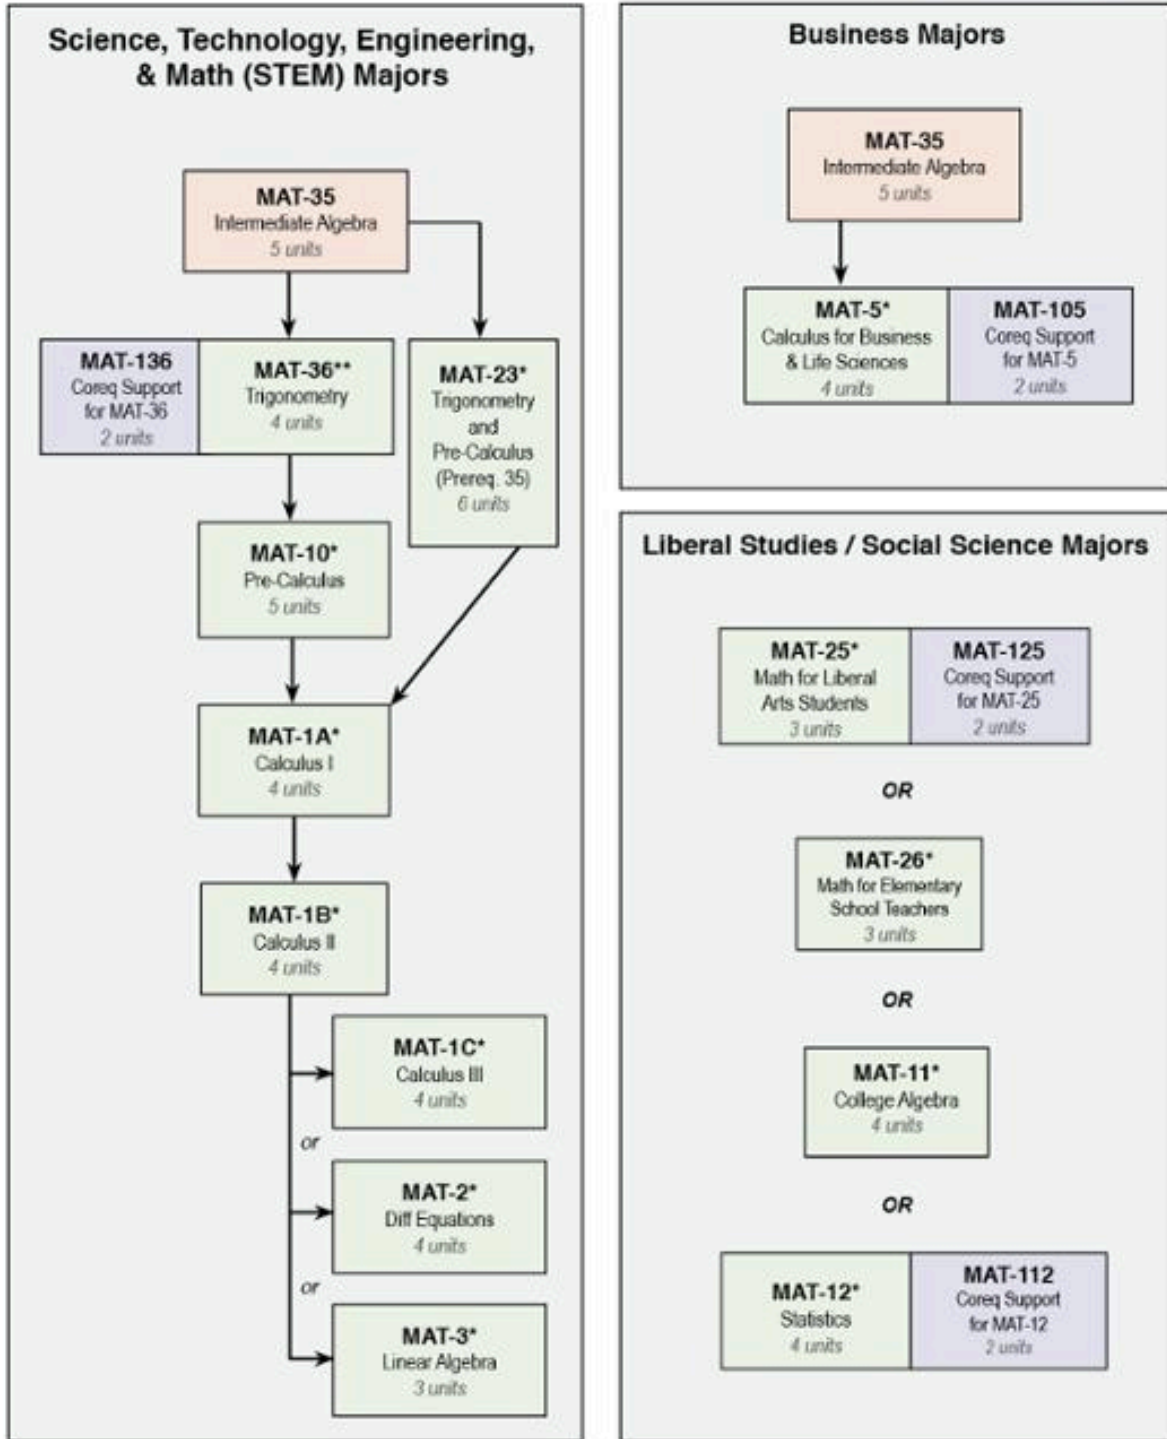 Science, Technology, Engineering,
& Math (STEM) Majors
MAT-35
Intermediate Algebra
5 units
MAT-136
Coreq Support
for MAT-36
2 units
MAT-36**
Trigonometry
4 units
MAT-23*
Trigonometry
and
Pre-Calculus
(Prereq. 35)
6 units
MAT-10*
Pre-Calculus
5 units
MAT-1A*
Calculus I
4 units
MAT-1B*
Calculus II
4 units
MAT-1C*
Calculus III
4 units
or
MAT-2*
Diff Equations
4 units
or
MAT-3*
Linear Algebra
3 units
Business Majors
MAT-35
Intermediate Algebra
5 units
MAT-5*
Calculus for Business
& Life Sciences
4 units
MAT-105
Coreq Support
for MAT-5
2 units
Liberal Studies / Social Science Majors
MAT-25*
Math for Liberal
Arts Students
3 units
MAT-125
Coreq Support
for MAT-25
2 units
OR
MAT-26*
Math for Elementary
School Teachers
3 units
OR
MAT-11*
College Algebra
4 units
OR
MAT-12*
Statistics
4 units
MAT-112
Coreq Support
for MAT-12
2 units